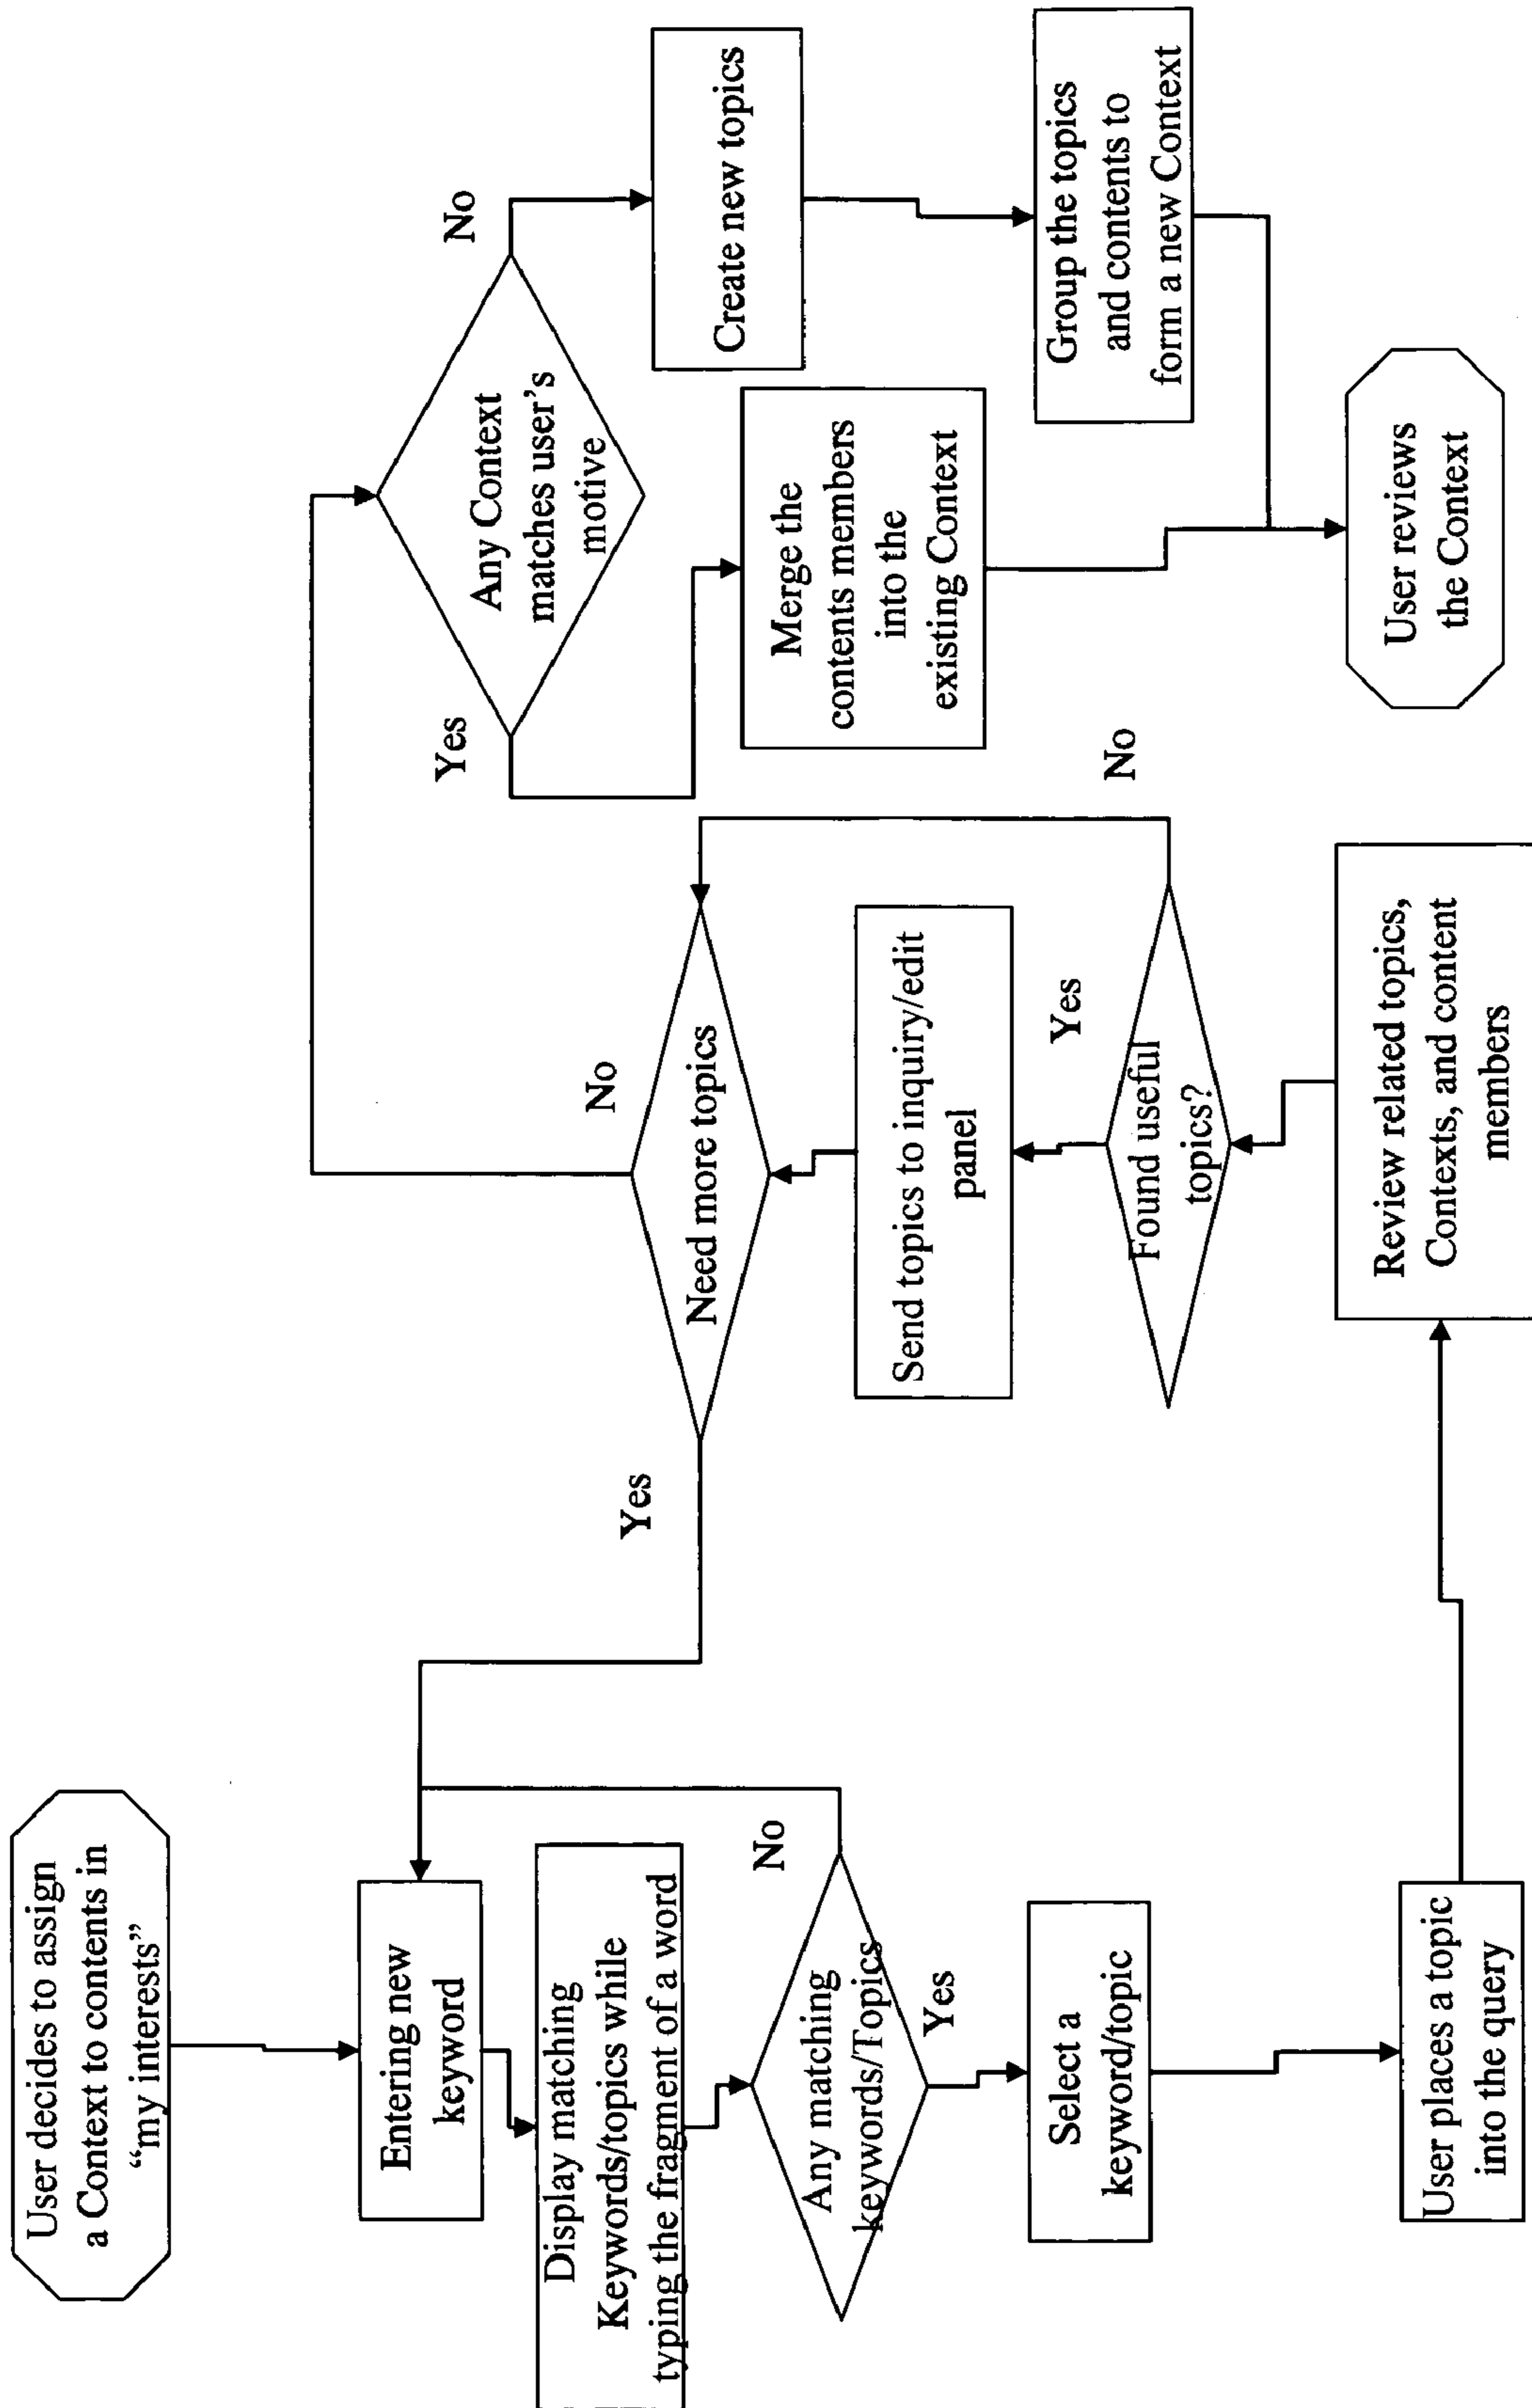 User decides to assign
a Context to contents in
“my interests”
Entering new
keyword
Display matching
Keywords/topics while
typing the fragment of a word
Any matching
keywords/Topics
No
Yes
Select a
keyword/topic
User places a topic
into the query
Yes
Need more topics
No
Send topics to inquiry/edit
panel
Yes
Found useful
topics?
No
Review related topics,
Contexts, and content
members
Any Context
matches user’s
motive
Yes
No
Merge the
contents members
into the
existing Context
Create new topics
Group the topics
and contents to
form a new Context
User reviews
the Context